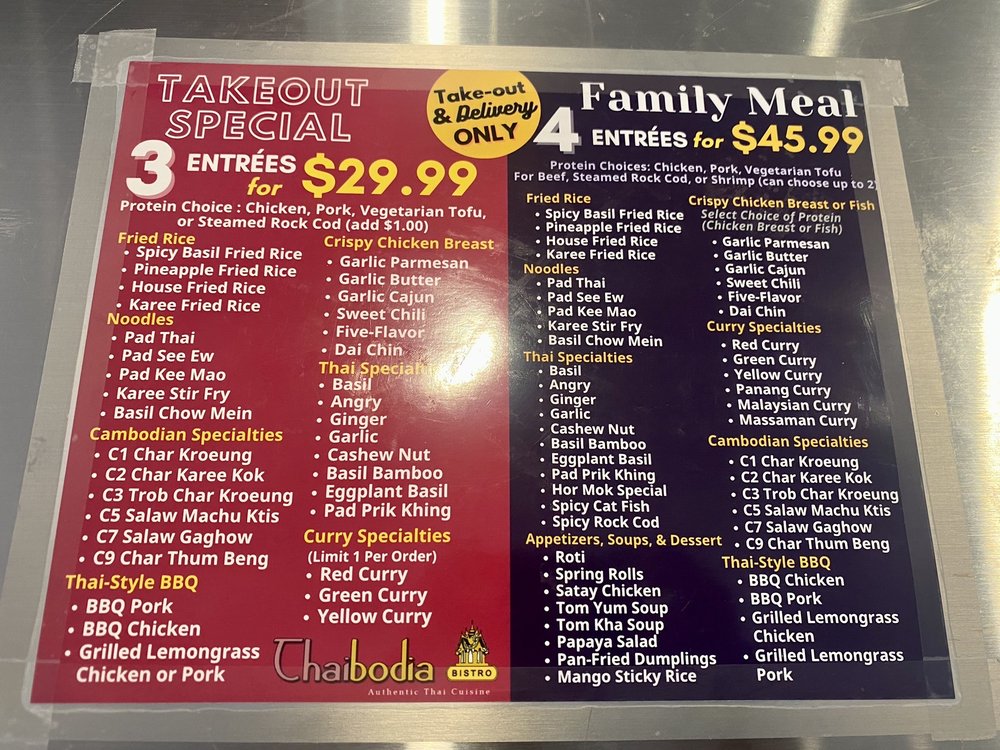 TAKEOUT
SPECIAL
3 ENTRÉES
for $29.99
Protein Choice : Chicken, Pork, Vegetarian Tofu,
or Steamed Rock Cod (add $1.00)
Fried Rice
• Spicy Basil Fried Rice
• Pineapple Fried Rice
• House Fried Rice
• Karee Fried Rice
Noodles
• Pad Thai
• Pad See Ew
• Pad Kee Mao
• Karee Stir Fry
• Basil Chow Mein
Cambodian Specialties
• C1 Char Kroeung
• C2 Char Karee Kok
• C3 Trob Char Kroeung
• C5 Salaw Machu Ktis
• C7 Salaw Gaghow
• C9 Char Thum Beng
Thai-Style BBQ
• BBQ Pork
• BBQ Chicken
• Grilled Lemongrass
Chicken or Pork
Crispy Chicken Breast
• Garlic Parmesan
• Garlic Butter
• Garlic Cajun
• Sweet Chili
• Five-Flavor
• Dai Chin
Thai Specialties
• Basil
• Angry
• Ginger
• Garlic
• Cashew Nut
• Basil Bamboo
• Eggplant Basil
• Pad Prik Khing
Curry Specialties
(Limit 1 Per Order)
• Red Curry
• Green Curry
• Yellow Curry
Thaibodia
BISTRO
Authentic Thai Cuisine
Take-out
& Delivery
ONLY
Family Meal
4 ENTRÉES for $45.99
Protein Choices: Chicken, Pork, Vegetarian Tofu
For Beef, Steamed Rock Cod, or Shrimp (can choose up to 2)
Fried Rice
• Spicy Basil Fried Rice
• Pineapple Fried Rice
• House Fried Rice
• Karee Fried Rice
Noodles
• Pad Thai
• Pad See Ew
• Pad Kee Mao
• Karee Stir Fry
• Basil Chow Mein
Thai Specialties
• Basil
• Angry
• Ginger
• Garlic
• Cashew Nut
• Basil Bamboo
• Eggplant Basil
• Pad Prik Khing
• Hor Mok Special
• Spicy Cat Fish
• Spicy Rock Cod
Appetizers, Soups, & Dessert
• Roti
• Spring Rolls
• Satay Chicken
• Tom Yum Soup
• Tom Kha Soup
• Papaya Salad
• Pan-Fried Dumplings
• Mango Sticky Rice
Crispy Chicken Breast or Fish
Select Choice of Protein
(Chicken Breast or Fish)
• Garlic Parmesan
• Garlic Butter
• Garlic Cajun
• Sweet Chili
• Five-Flavor
• Dai Chin
Curry Specialties
• Red Curry
• Green Curry
• Yellow Curry
• Panang Curry
• Malaysian Curry
• Massaman Curry
Cambodian Specialties
• C1 Char Kroeung
• C2 Char Karee Kok
• C3 Trob Char Kroeung
• C5 Salaw Machu Ktis
• C7 Salaw Gaghow
• C9 Char Thum Beng
Thai-Style BBQ
• BBQ Chicken
• BBQ Pork
• Grilled Lemongrass
Chicken
• Grilled Lemongrass
Pork